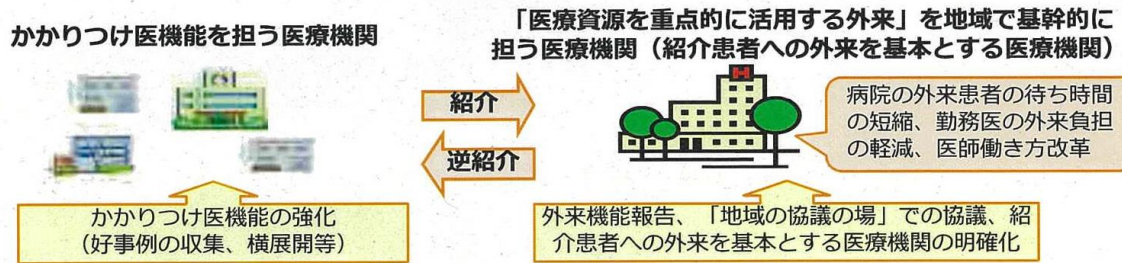 かかりつけ医機能を担う医療機関
「医療資源を重点的に活用する外来」を地域で基幹的に
担う医療機関（紹介患者への外来を基本とする医療機関）
紹介
逆紹介
H
病院の外来患者の待ち時間
の短縮、勤務医の外来負担
の軽減、医師働き方改革
かかりつけ医機能の強化
（好事例の収集、横展開等）
外来機能報告、「地域の協議の場」での協議、紹
介患者への外来を基本とする医療機関の明確化